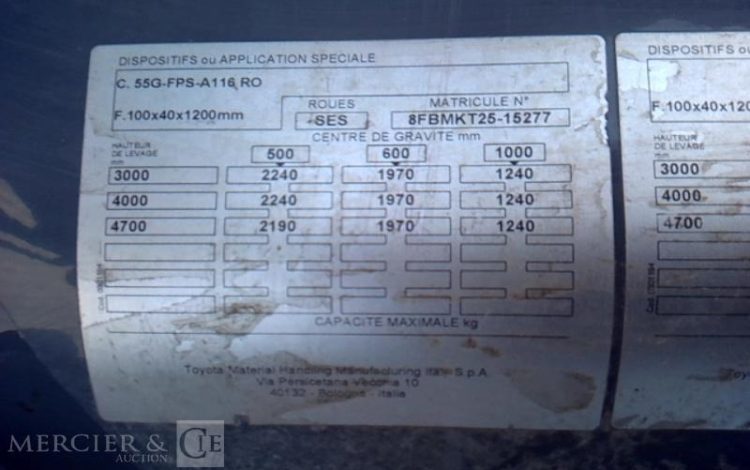 DISPOSITIFS ou APPLICATION SPECIALE
C. 55G-FPS-A116 RO
F.100x40x1200mm
ROUES
SES
MATRICULE N°
8FBMKT25-15277
CENTRE DE GRAVITE mm
HAUTEUR
DE LEVAGE
mm
500 600 1000
3000 2240 1970 1240
4000 2240 1970 1240
4700 2190 1970 1240
CAPACITE MAXIMALE kg
Toyota Material Handling Manufacturing Italy S.p.A.
Via Persicetana Vecchia 10
40132 - Bologna - Italia
DISPOSITIFS ou
F.100x40x12
HAUTEUR
DE LEVAGE
mm
3000
4000
4700
MERCIER & CIE
AUCTION